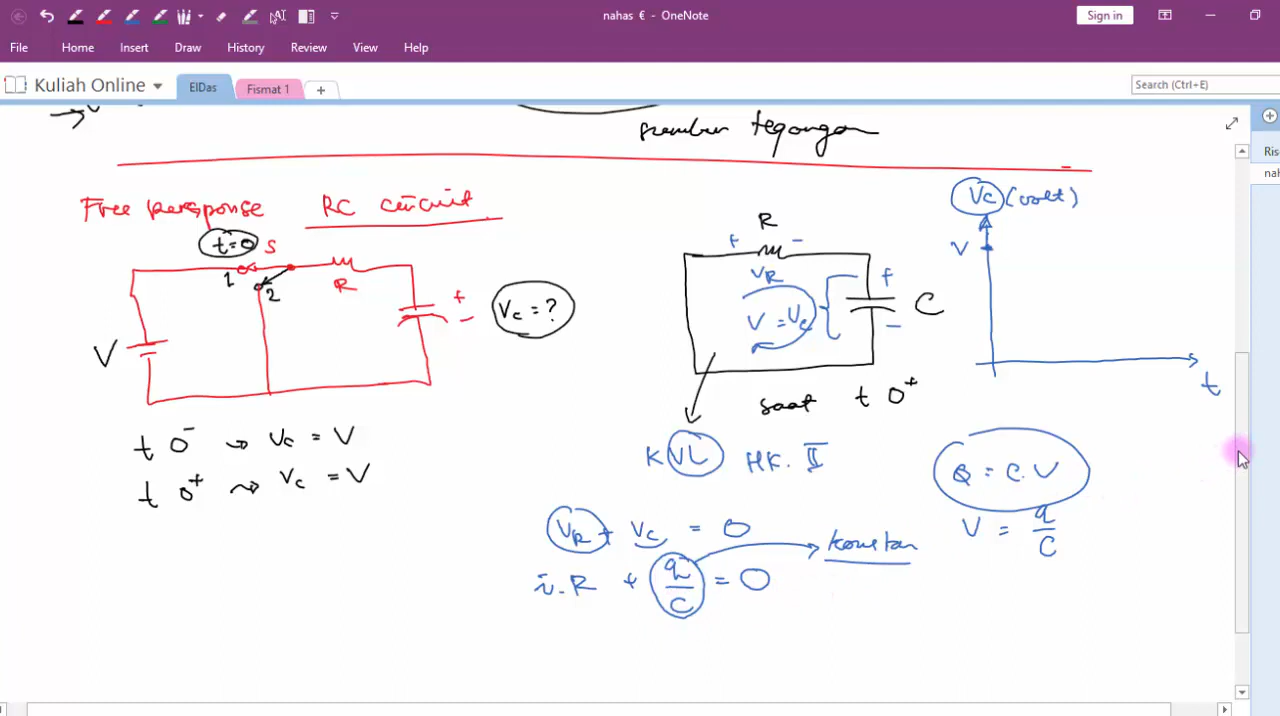 nahas € - OneNote
Sign in
File Home Insert Draw History Review View Help
Kuliah Online ElDas Fismat 1 +
Search (Ctrl+E)
Ris
nah
sumber tegangan
Free response RC circuit
t=0 S
1
2
R
V
+
-
Vc = ?
t 0⁻ → Vc = V
t 0⁺ → Vc = V
R
+ -
VR
V = Vc
+
-
C
saat t 0⁺
Vc (volt)
V
t
KVL HK. II
Q = C.V
V = q/C
VR + Vc = 0
konstan
i.R + q/C = 0